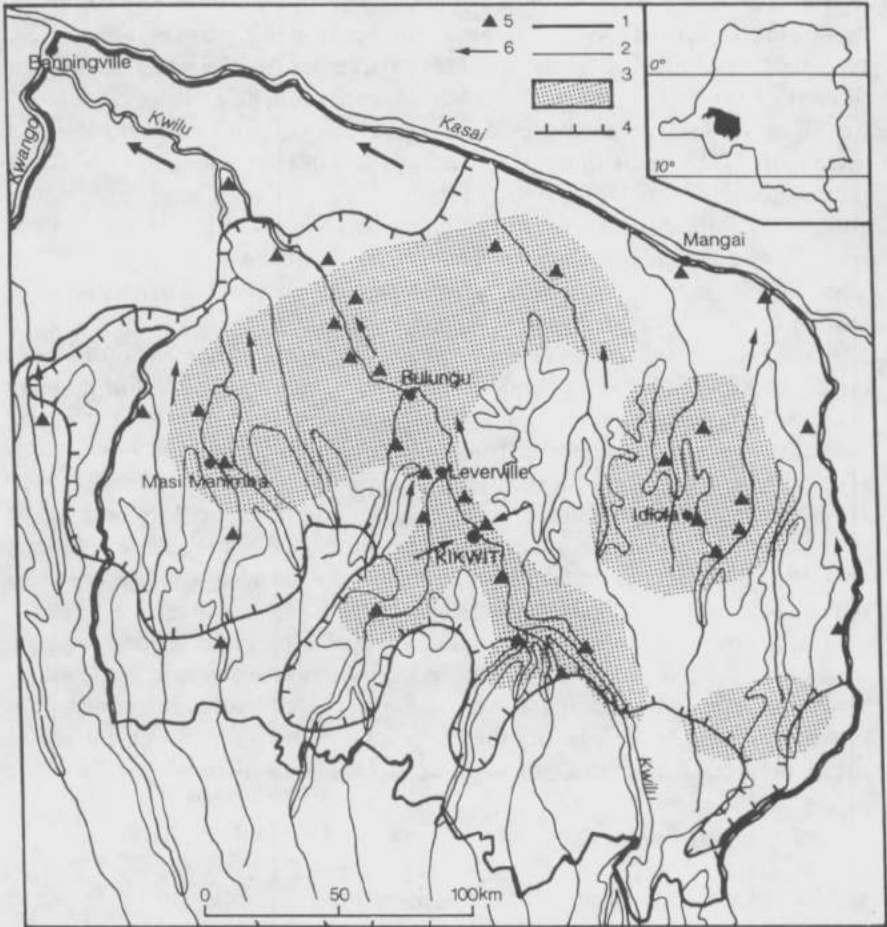 5 1
6 2
3
4
0°
10°
Banningville
Kwango
Kwilu
Kasai
Mangai
Bulungu
Masi Manimba
Leverville
Idiofa
KIKWIT
Kwilu
0 50 100km